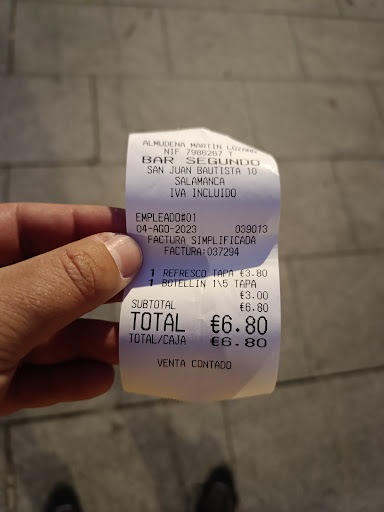 ALMUDENA MARTIN LOZANO
NIF 7986267 T
BAR SEGUNDO
SAN JUAN BAUTISTA 10
SALAMANCA
IVA INCLUIDO
EMPLEADO#01
04-AGO-2023 039013
FACTURA SIMPLIFICADA
FACTURA:037294
1 REFRESCO TAPA €3.80
1 BOTELLIN 1\5 TAPA
€3.00
SUBTOTAL €6.80
TOTAL €6.80
TOTAL/CAJA €6.80
VENTA CONTADO